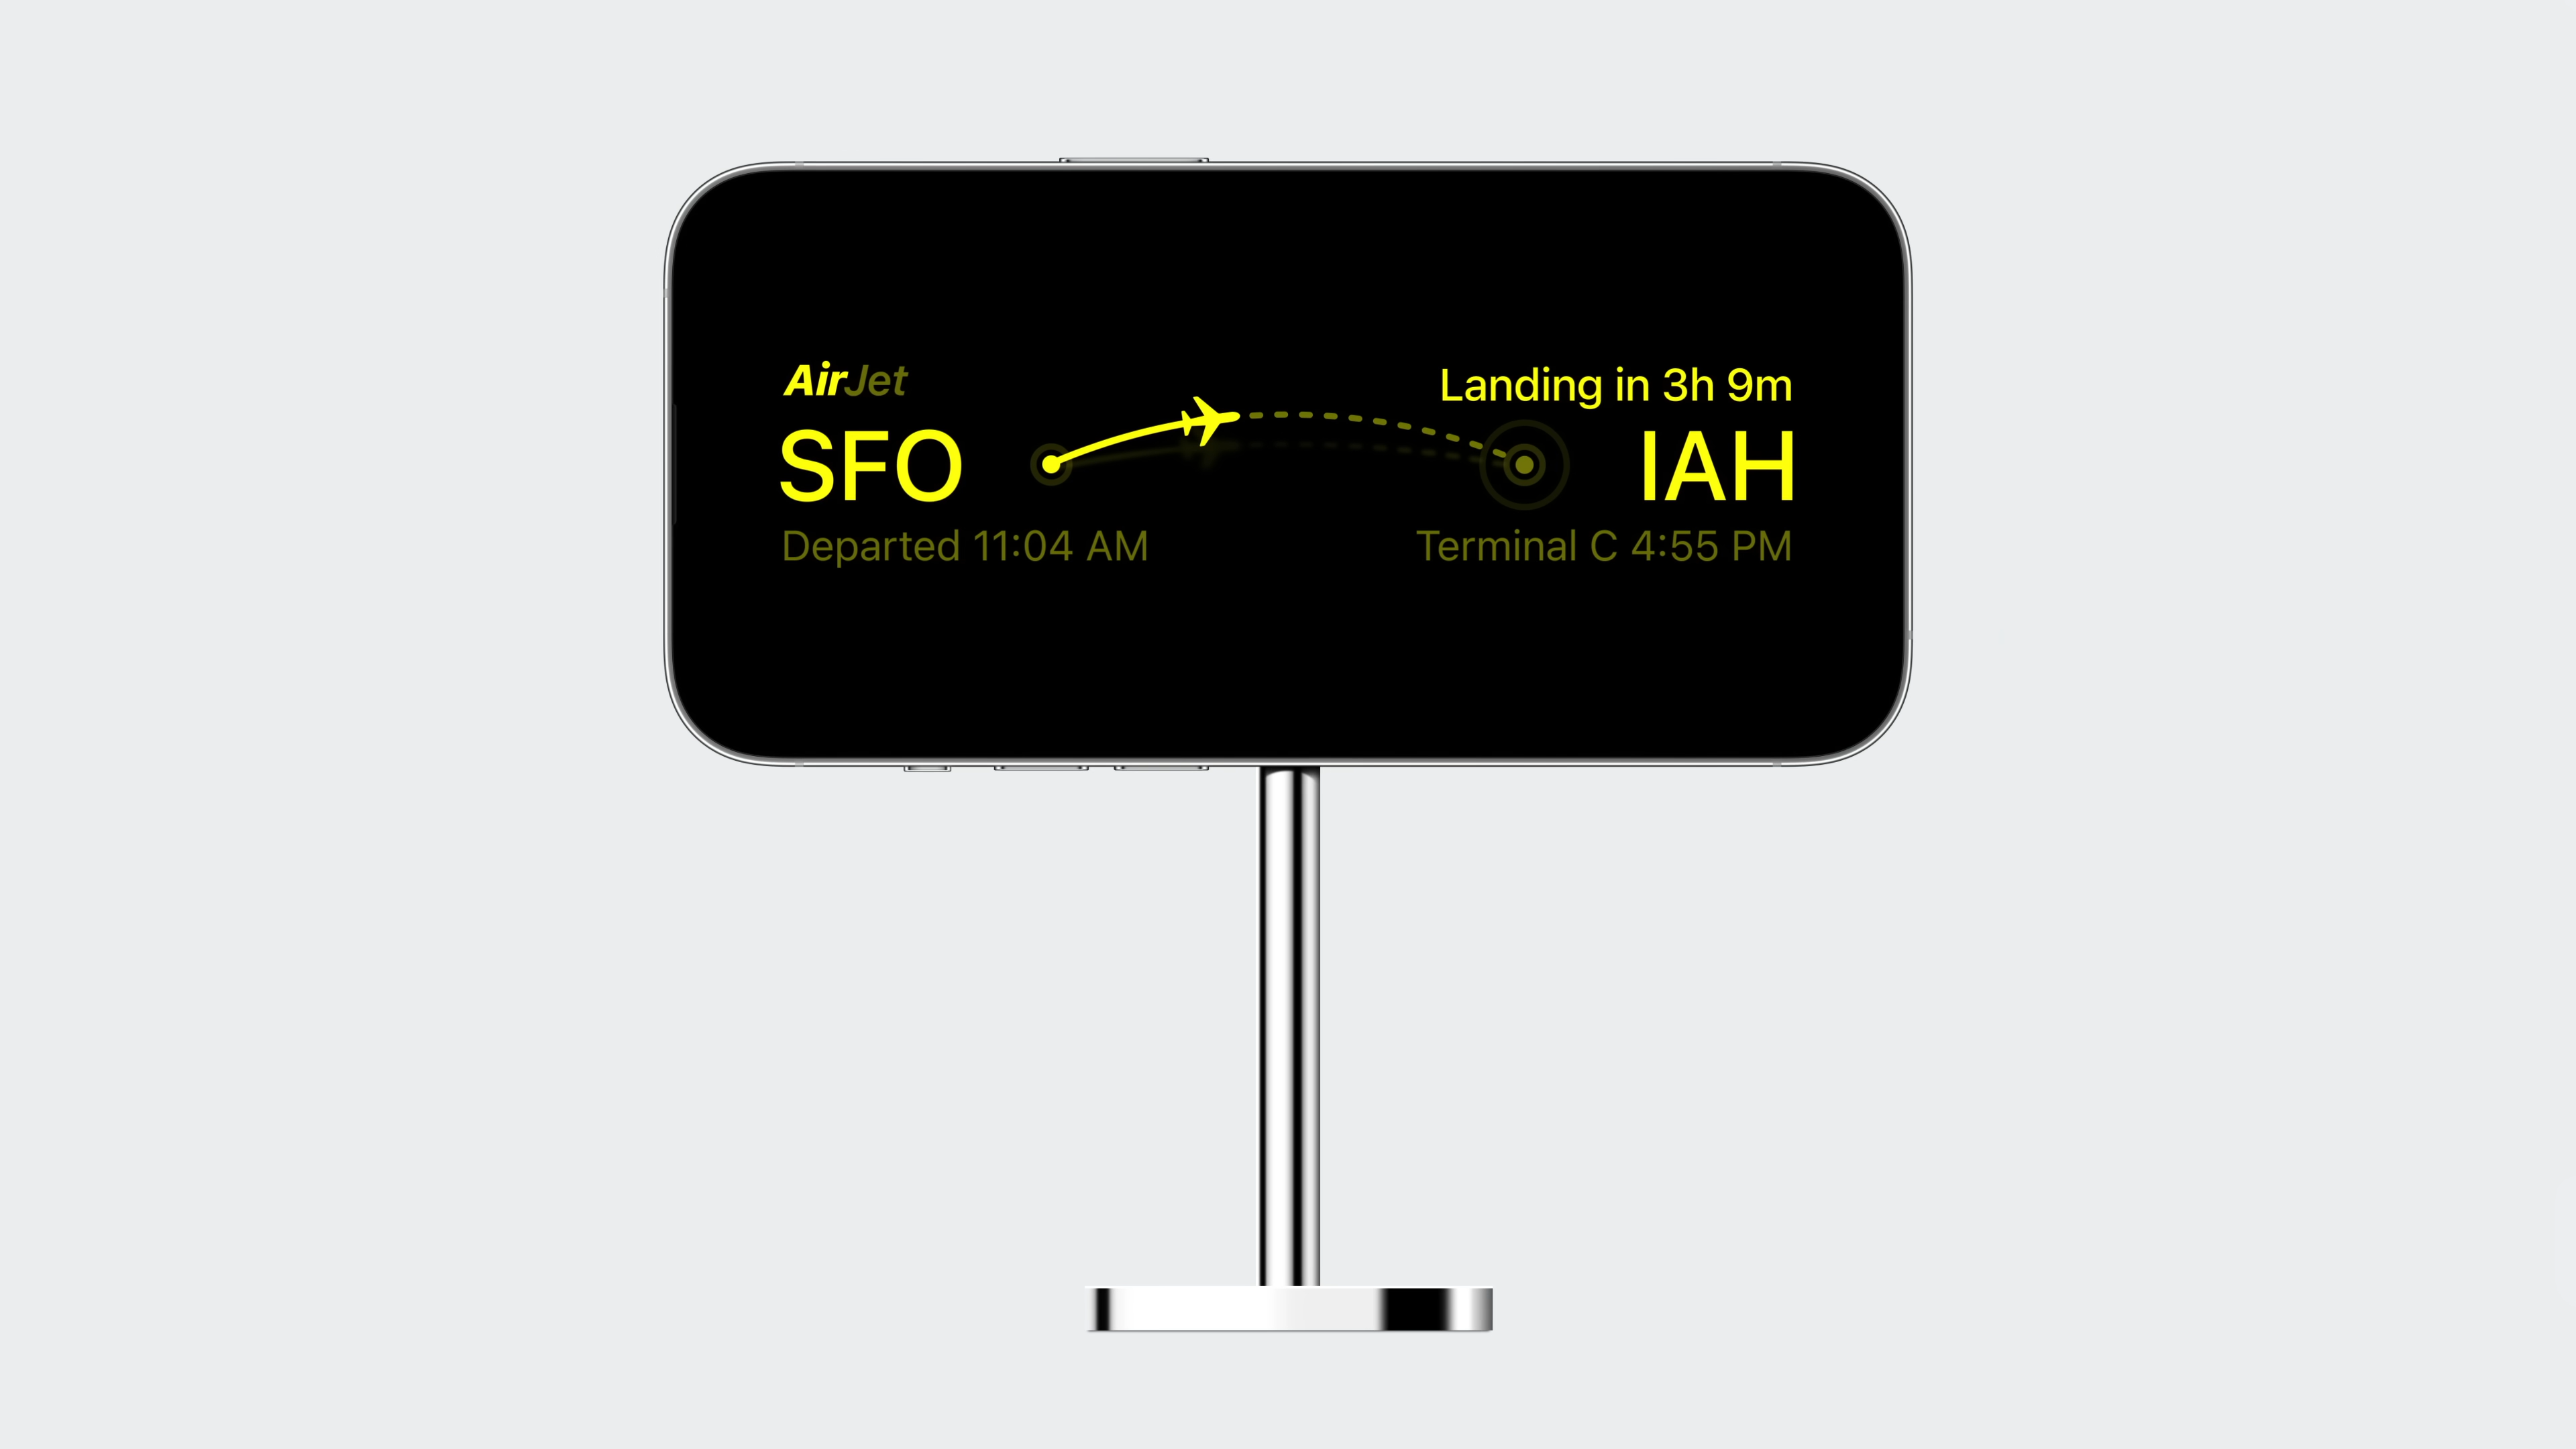 AirJet
Landing in 3h 9m
SFO
IAH
Departed 11:04 AM
Terminal C 4:55 PM